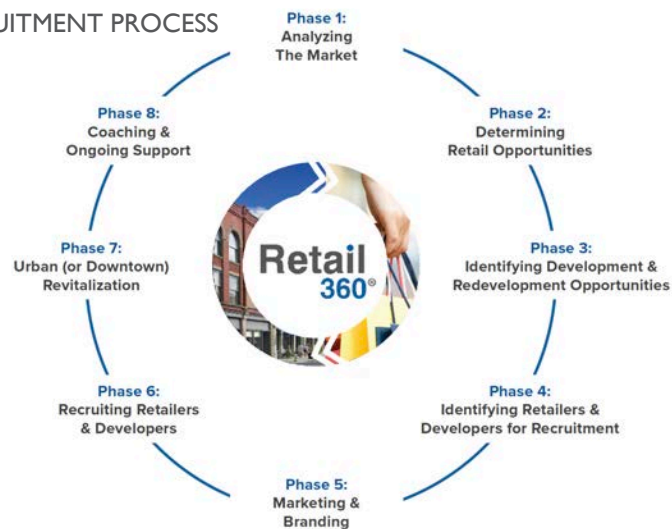 UITMENT PROCESS
Phase 1:
Analyzing
The Market
Phase 2:
Determining
Retail Opportunities
Phase 3:
Identifying Development &
Redevelopment Opportunities
Phase 4:
Identifying Retailers &
Developers for Recruitment
Phase 5:
Marketing &
Branding
Phase 6:
Recruiting Retailers
& Developers
Phase 7:
Urban (or Downtown)
Revitalization
Phase 8:
Coaching &
Ongoing Support
Retail
360®